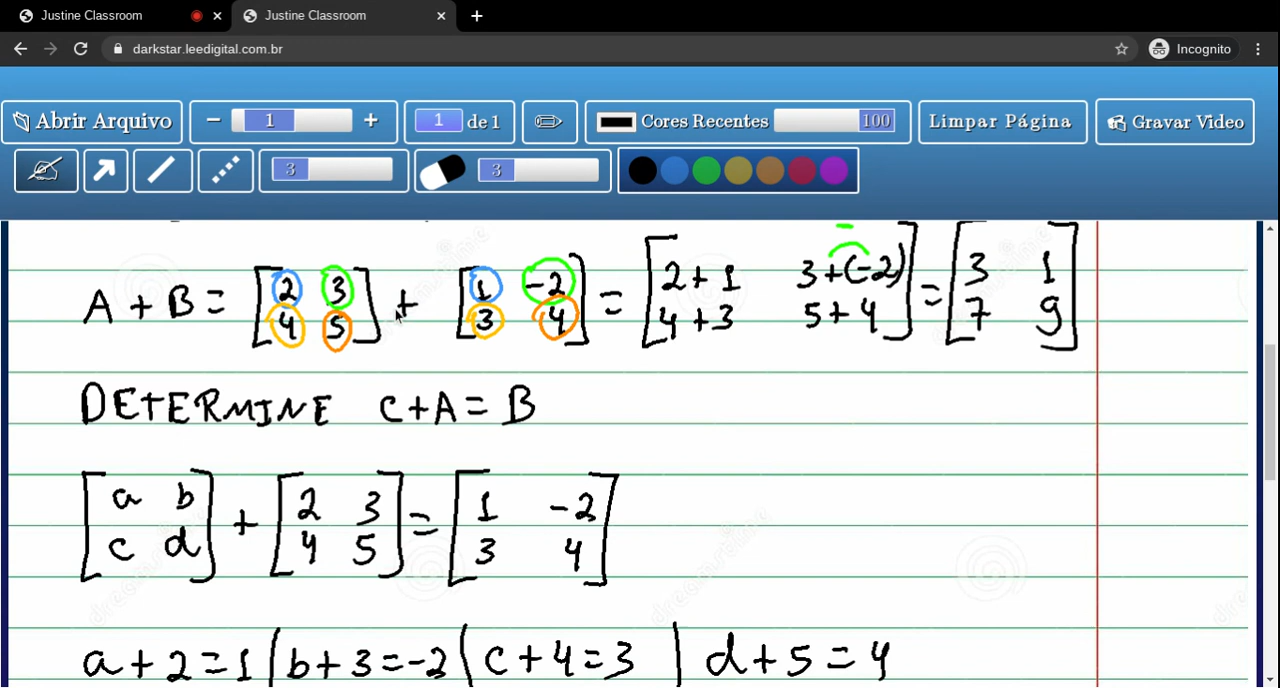 Justine Classroom Justine Classroom
darkstar.leedigital.com.br Incognito
Abrir Arquivo − 1 + 1 de 1 Cores Recentes 100 Limpar Página Gravar Video
3 3
A + B = [2 3 + [1 -2 = [2 + 1 3 + (-2)] = [3 1
4 5] 3 4] 4 + 3 5 + 4] 7 9]
DETERMINE C + A = B
[a b + [2 3 = [1 -2
c d] 4 5] 3 4]
a + 2 = 1 | b + 3 = -2 | c + 4 = 3 | d + 5 = 4
dreamstime
dreamstime
dreamstime